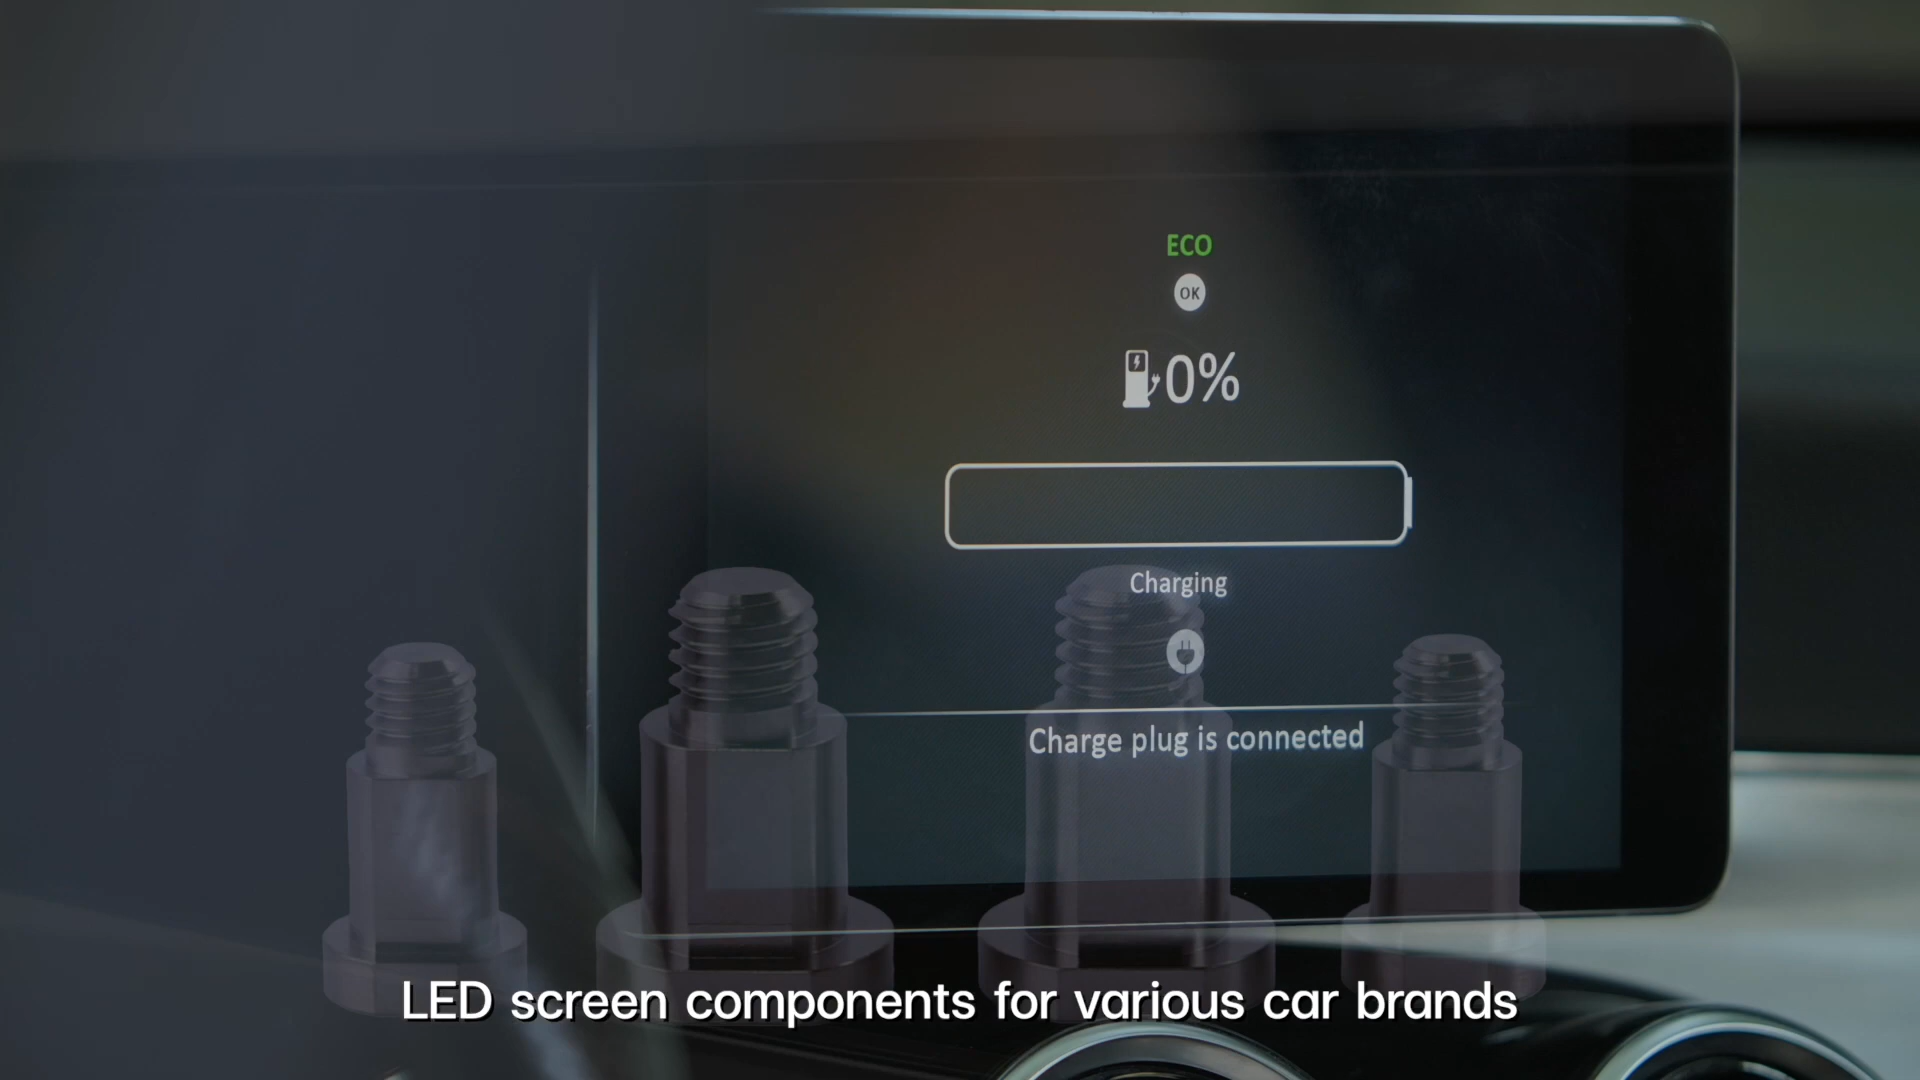 ECO
OK
0%
Charging
Charge plug is connected
LED screen components for various car brands